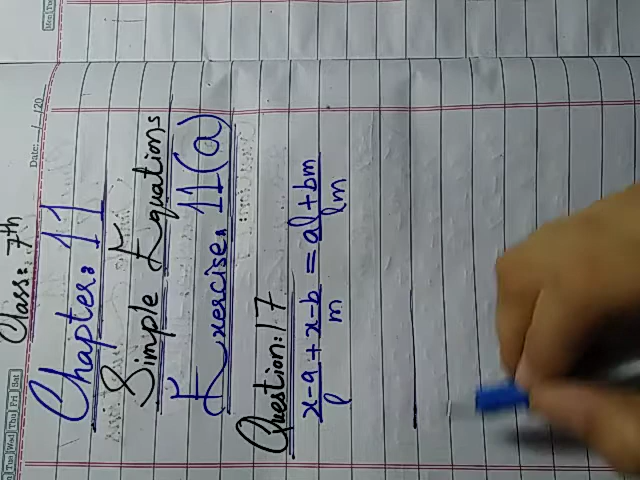 Class: 7th
Date: / /20
Chapter: 11
Simple Equations
Exercise. 11(a)
Question: 17
x-a/l + x-b/m = al+bm/lm